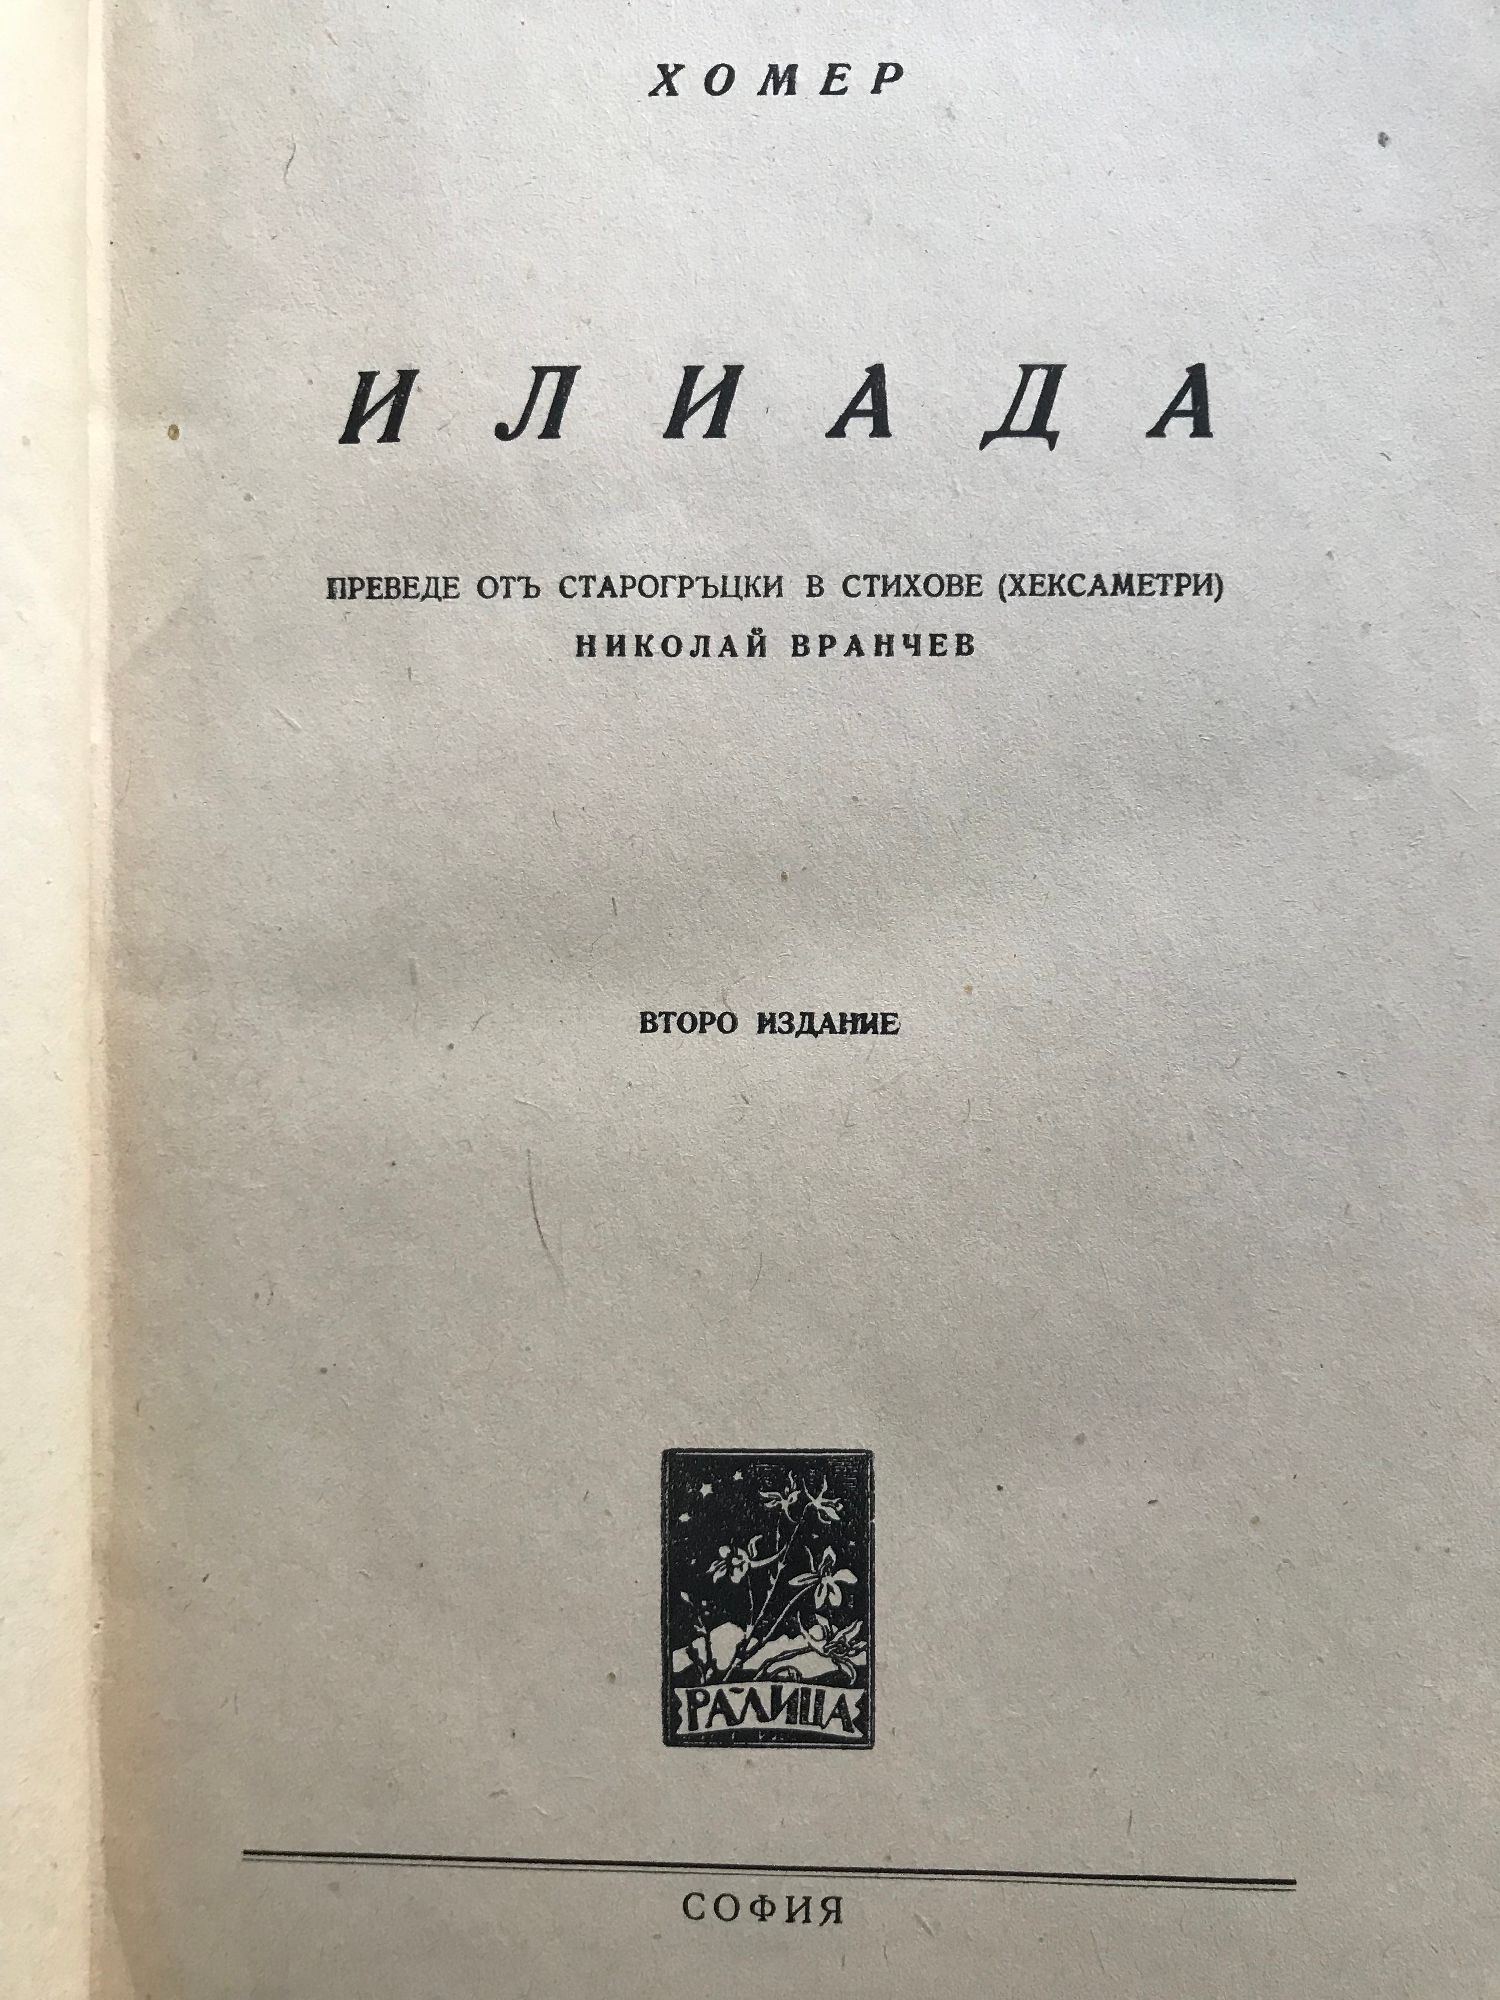 ХОМЕР
ИЛИАДА
ПРЕВЕДЕ ОТЪ СТАРОГРЪЦКИ В СТИХОВЕ (ХЕКСАМЕТРИ)
НИКОЛАЙ ВРАНЧЕВ
ВТОРО ИЗДАНИЕ
РАЛИЦА
СОФИЯ